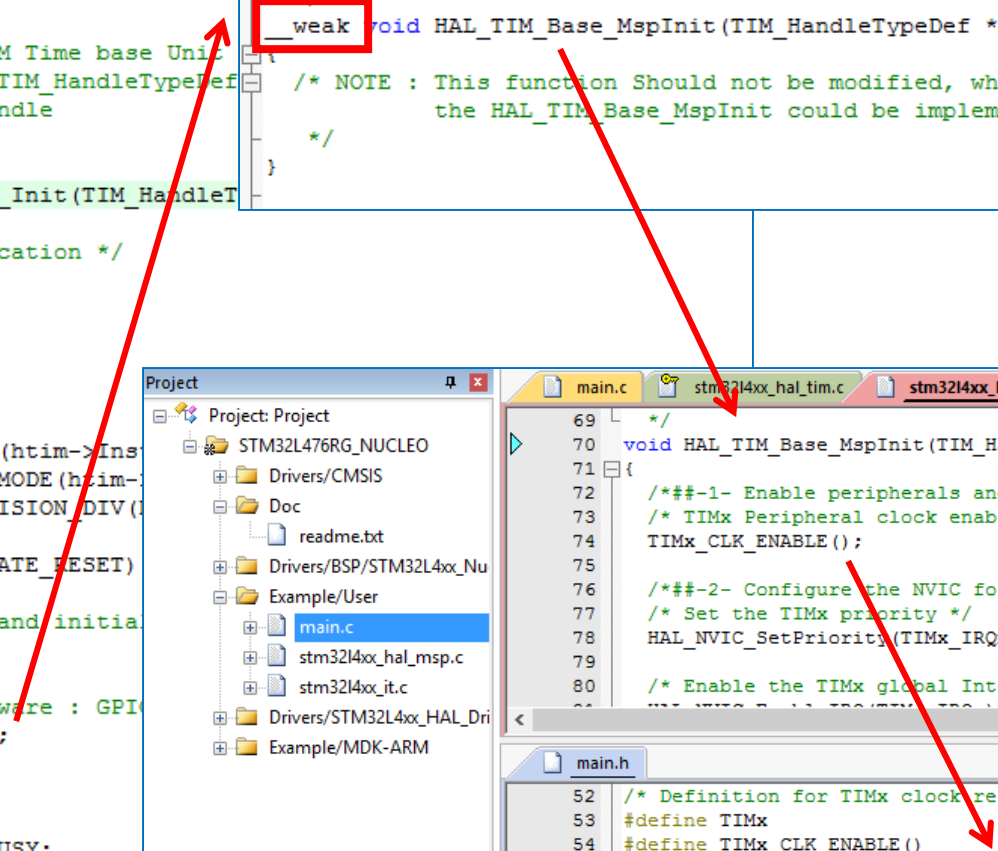 __weak void HAL_TIM_Base_MspInit(TIM_HandleTypeDef *
{
/* NOTE : This function Should not be modified, wh
the HAL_TIM_Base_MspInit could be implem
*/
}
M Time base Unit
TIM_HandleTypeDef
ndle
_Init(TIM_HandleT
cation */
(htim->Ins
MODE(htim-
ISION_DIV(
ATE_RESET)
and initia
ware : GPIO
;
USY;
Project
Project: Project
STM32L476RG_NUCLEO
Drivers/CMSIS
Doc
readme.txt
Drivers/BSP/STM32L4xx_Nu
Example/User
main.c
stm32l4xx_hal_msp.c
stm32l4xx_it.c
Drivers/STM32L4xx_HAL_Dri
Example/MDK-ARM
main.c stm32l4xx_hal_tim.c stm32l4xx_
69 */
70 void HAL_TIM_Base_MspInit(TIM_H
71 {
72 /*##-1- Enable peripherals an
73 /* TIMx Peripheral clock enab
74 TIMx_CLK_ENABLE();
75
76 /*##-2- Configure the NVIC fo
77 /* Set the TIMx priority */
78 HAL_NVIC_SetPriority(TIMx_IRQ
79
80 /* Enable the TIMx global Int
main.h
52 /* Definition for TIMx clock re
53 #define TIMx
54 #define TIMx_CLK_ENABLE()